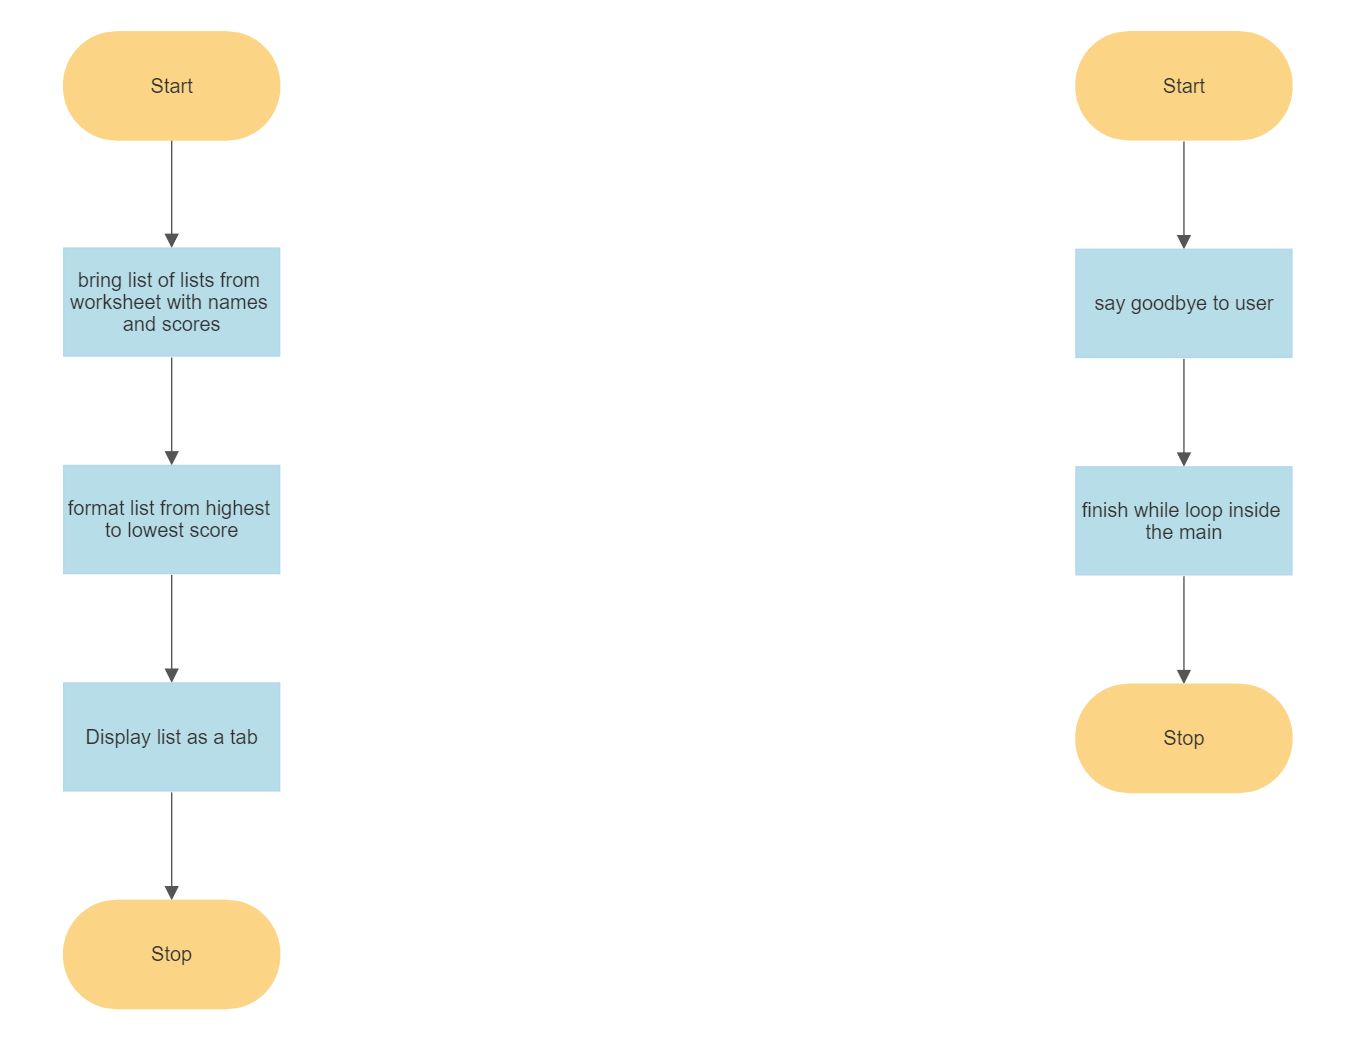 Start
bring list of lists from
worksheet with names
and scores
format list from highest
to lowest score
Display list as a tab
Stop
Start
say goodbye to user
finish while loop inside
the main
Stop